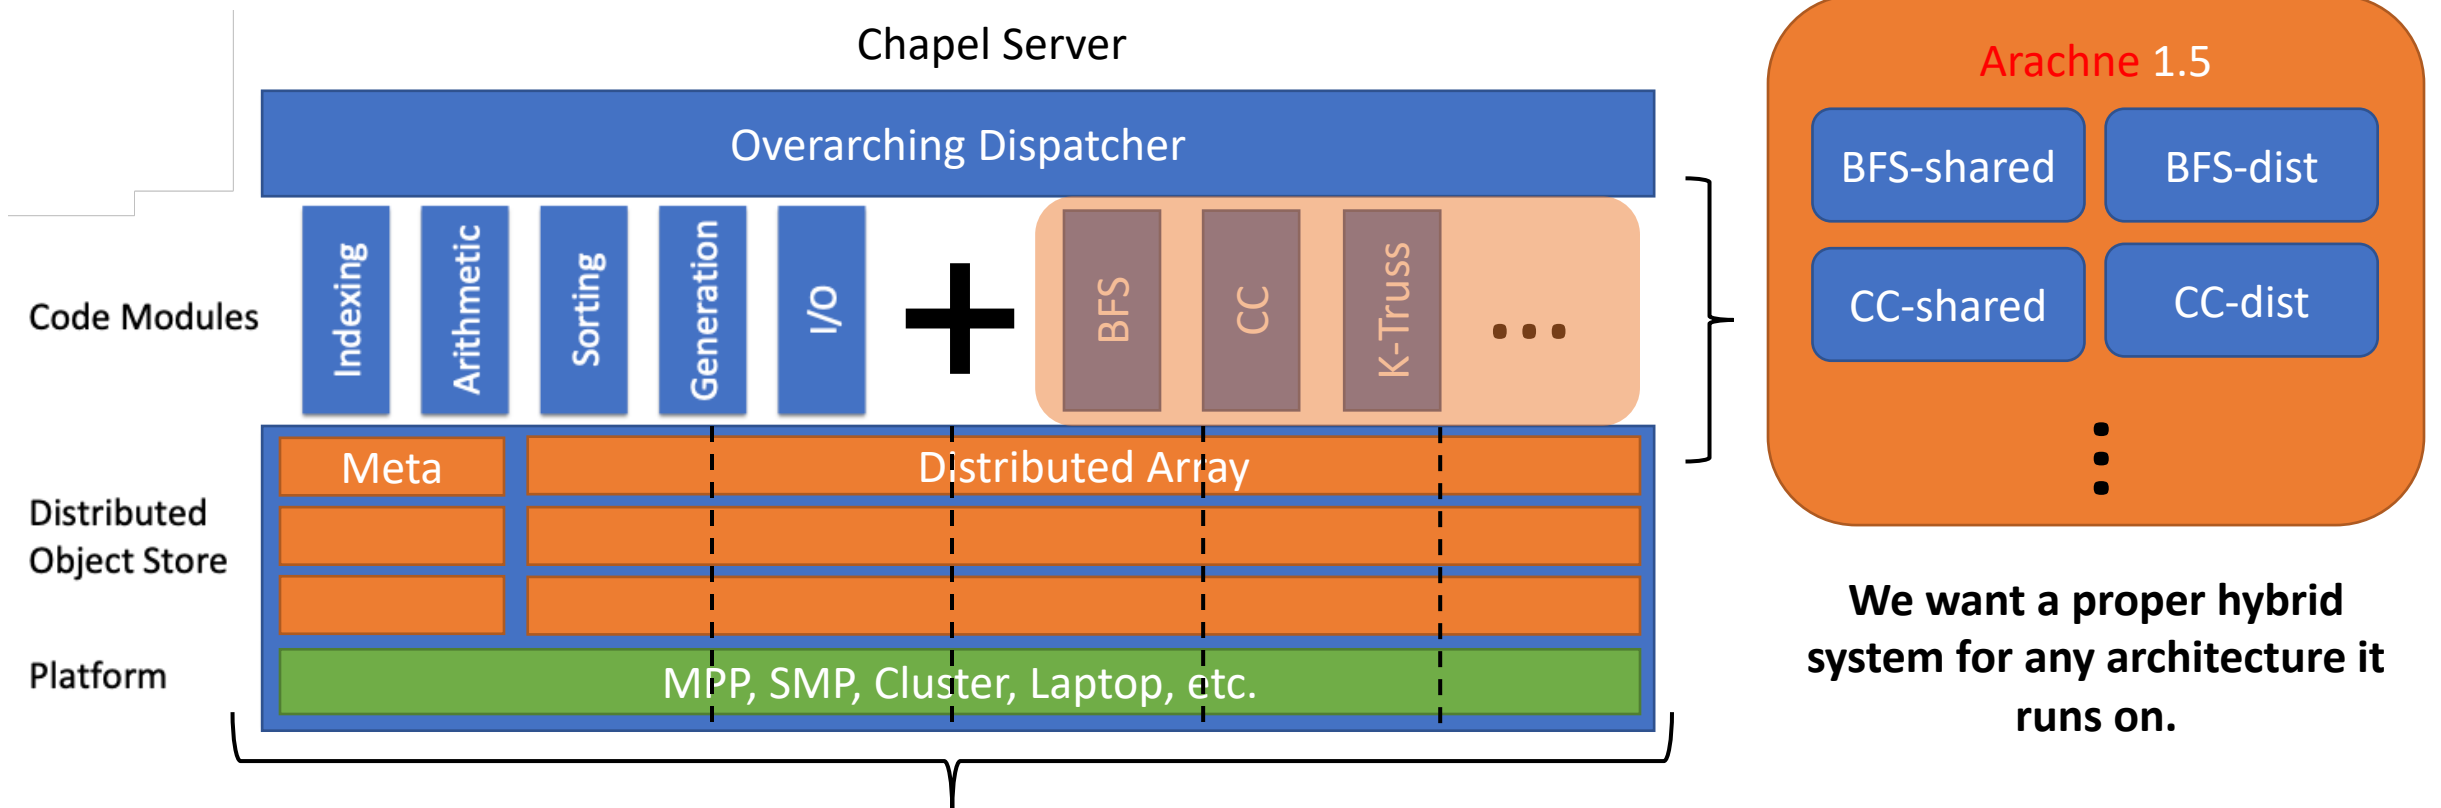 Chapel Server
Overarching Dispatcher
Code Modules
Indexing
Arithmetic
Sorting
Generation
I/O
+
BFS
CC
K-Truss
...
Distributed
Object Store
Meta
Distributed Array
Platform
MPP, SMP, Cluster, Laptop, etc.
Arachne 1.5
BFS-shared
BFS-dist
CC-shared
CC-dist
We want a proper hybrid
system for any architecture it
runs on.